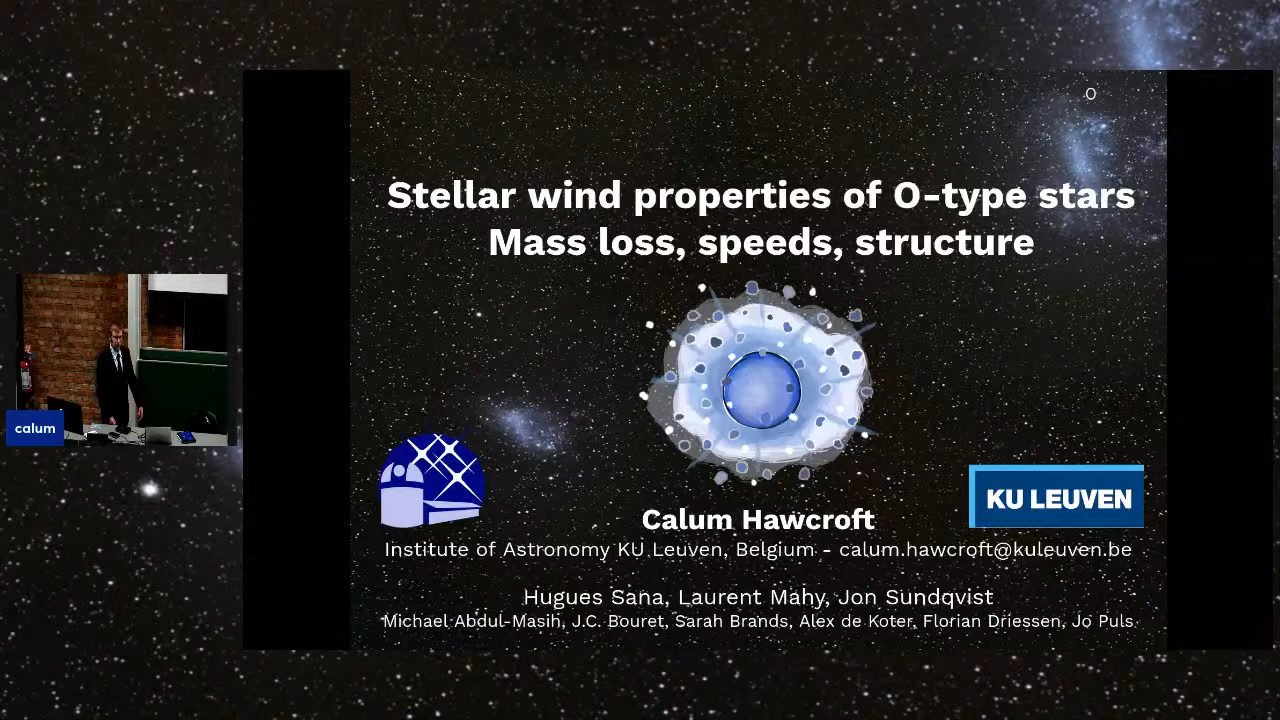 O
Stellar wind properties of O-type stars
Mass loss, speeds, structure
calum
KU LEUVEN
Calum Hawcroft
Institute of Astronomy KU Leuven, Belgium - calum.hawcroft@kuleuven.be
Hugues Sana, Laurent Mahy, Jon Sundqvist
Michael Abdul-Masih, J.C. Bouret, Sarah Brands, Alex de Koter, Florian Driessen, Jo Puls